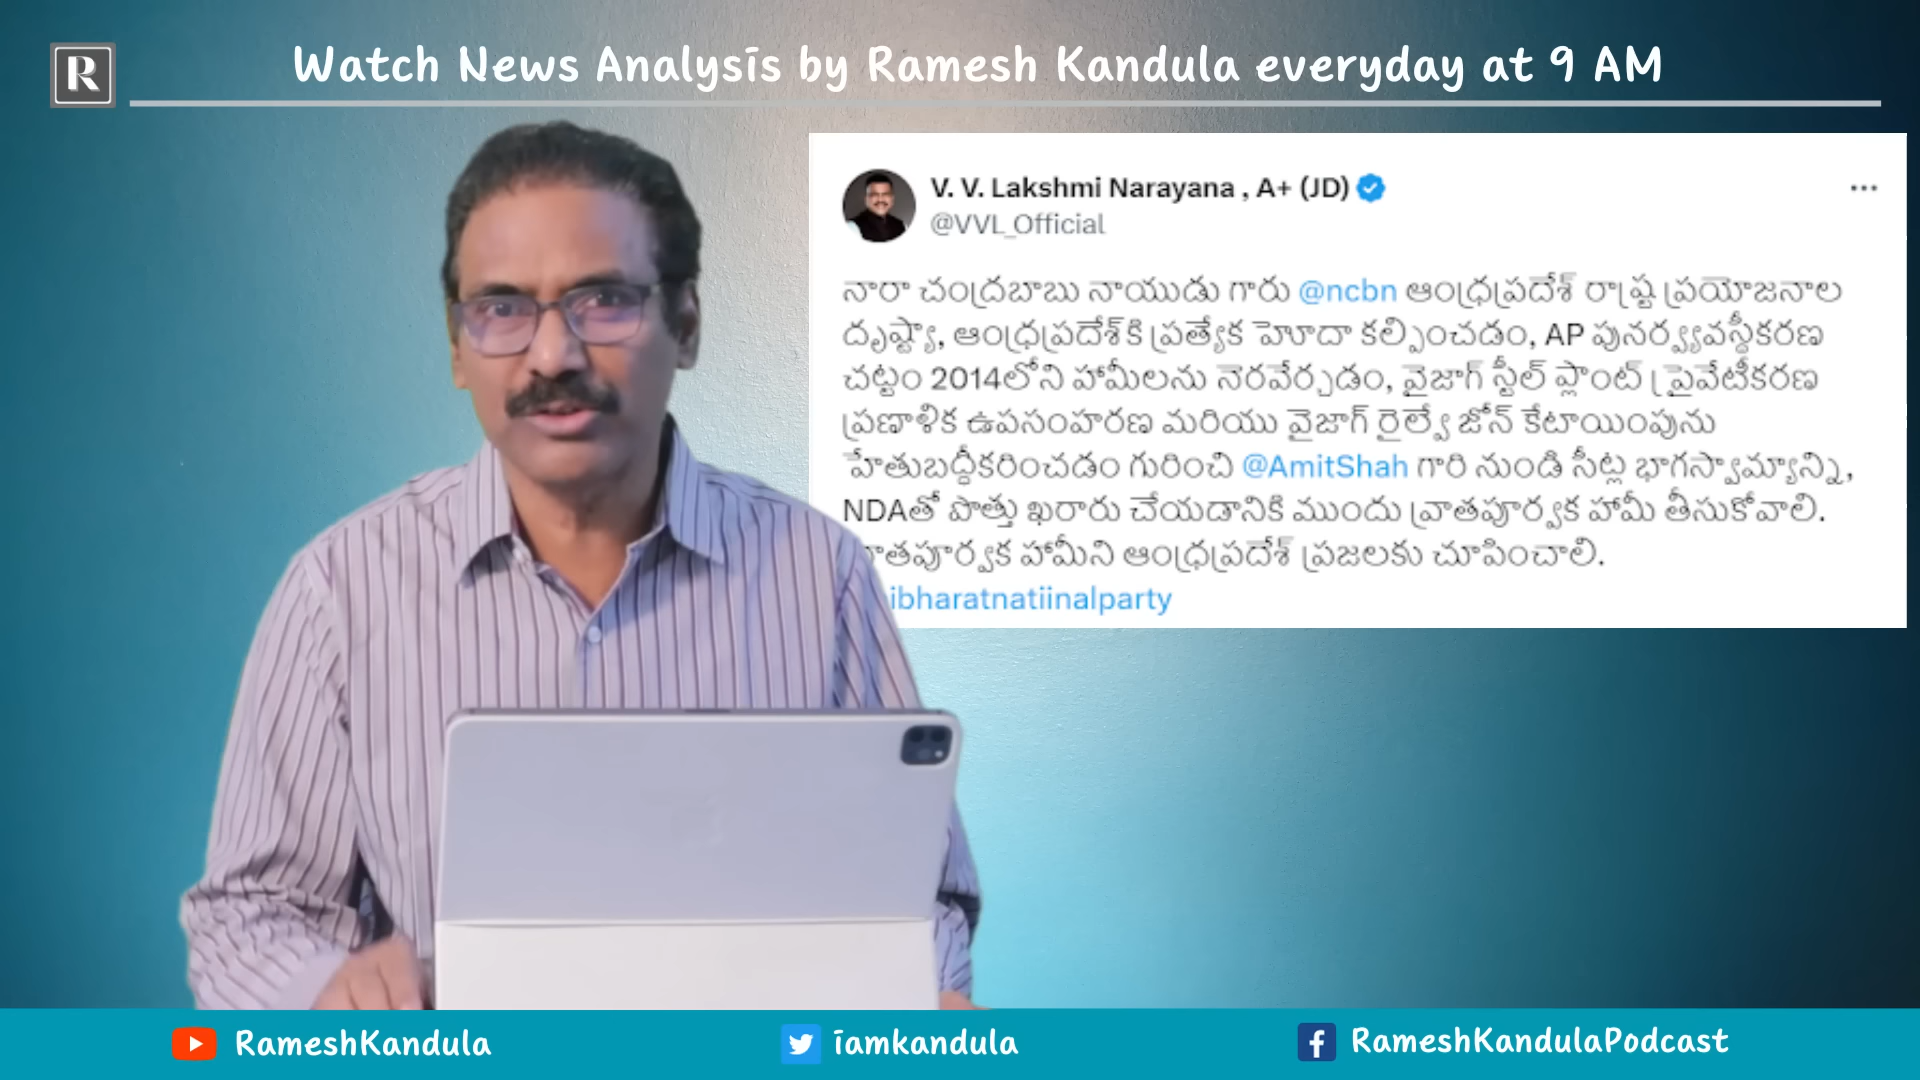 R
Watch News Analysis by Ramesh Kandula everyday at 9 AM
V. V. Lakshmi Narayana , A+ (JD)
@VVL_Official
నారా చంద్రబాబు నాయుడు గారు @ncbn ఆంధ్రప్రదేశ్ రాష్ట్ర ప్రయోజనాల
దృష్ట్యా, ఆంధ్రప్రదేశ్‌కి ప్రత్యేక హెూదా కల్పించడం, AP పునర్వ్యవస్థీకరణ
చట్టం 2014లోని హామీలను నెరవేర్చడం, వైజాగ్ స్టీల్ ప్లాంట్ ప్రైవేటీకరణ
ప్రణాళిక ఉపసంహరణ మరియు వైజాగ్ రైల్వే జోన్ కేటాయింపును
హేతుబద్ధీకరించడం గురించి @AmitShah గారి నుండి సీట్ల భాగస్వామ్యాన్ని,
NDAతో పొత్తు ఖరారు చేయడానికి ముందు వ్రాతపూర్వక హామీ తీసుకోవాలి.
హామీని ఆంధ్రప్రదేశ్ ప్రజలకు చూపించాలి.
ibharatnatiinalparty
RameshKandula
iamkandula
RameshKandulaPodcast